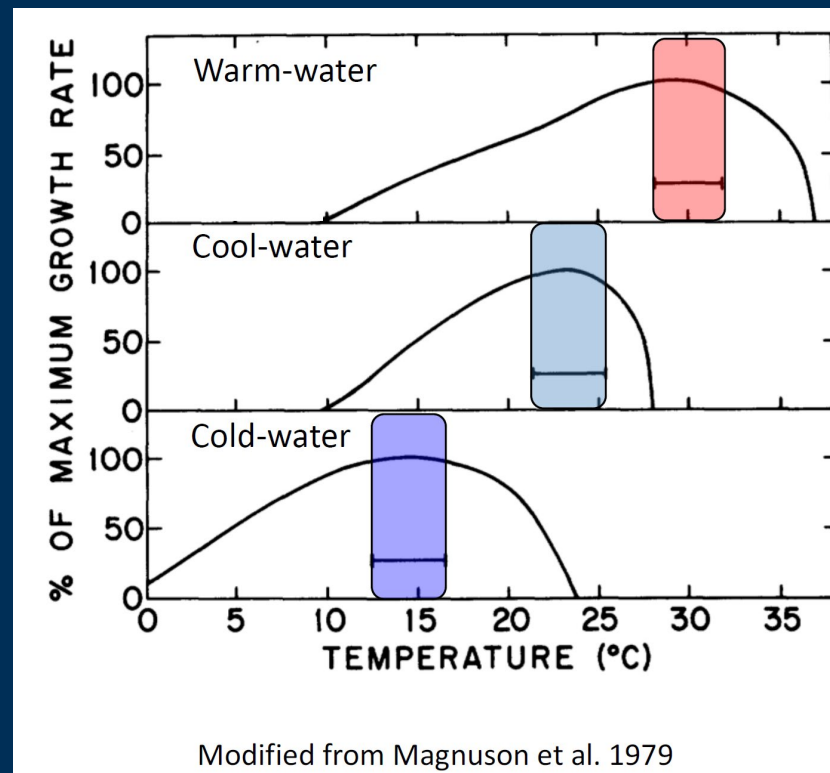 % OF MAXIMUM GROWTH RATE
Warm-water
100
50
0
Cool-water
100
50
0
Cold-water
100
50
0
0 5 10 15 20 25 30 35
TEMPERATURE (°C)
Modified from Magnuson et al. 1979